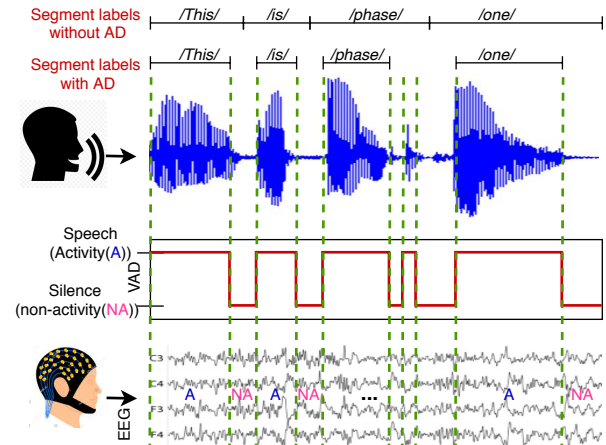 Segment labels without AD
/This/ /is/ /phase/ /one/
Segment labels with AD
/This/ /is/ /phase/ /one/
Speech (Activity(A))
Silence (non-activity(NA))
VAD
EEG
C3
C4
F3
F4
A NA A NA ... A NA